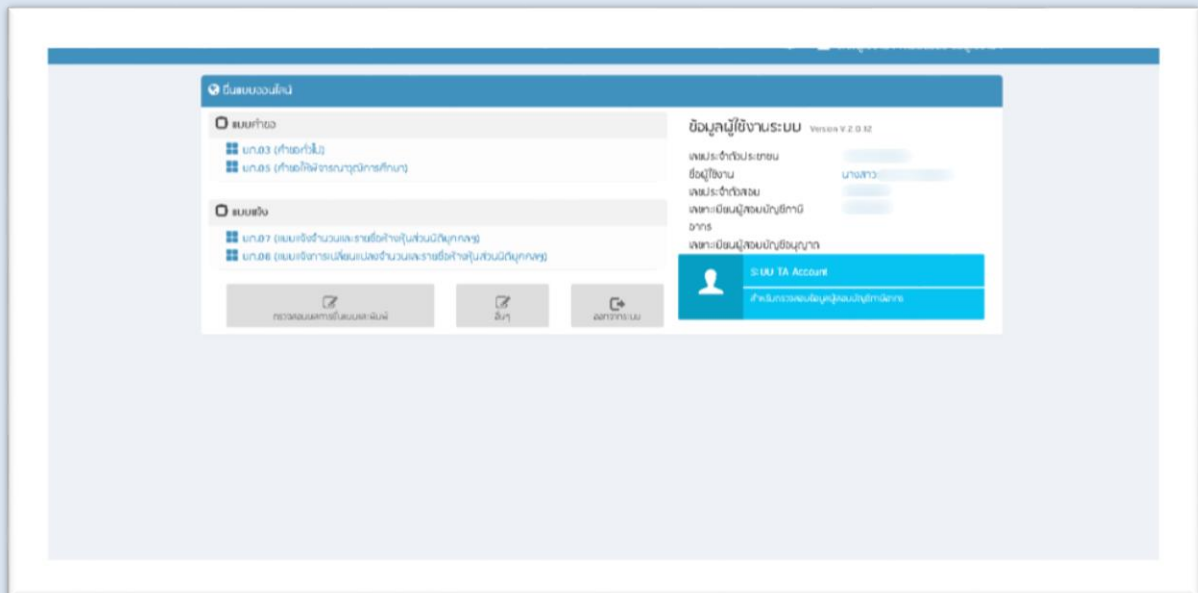 ยื่นแบบออนไลน์
แบบคำขอ
บภ.03 (คำขอทั่วไป)
บภ.05 (คำขอให้พิจารณาวุฒิการศึกษา)
แบบแจ้ง
บภ.07 (แบบแจ้งจำนวนและรายชื่อห้างหุ้นส่วนนิติบุคคลฯ)
บภ.08 (แบบแจ้งการเปลี่ยนแปลงจำนวนและรายชื่อห้างหุ้นส่วนนิติบุคคลฯ)
ตรวจสอบผลการยื่นแบบและพิมพ์
อื่นๆ
ออกจากระบบ
ข้อมูลผู้ใช้งานระบบ Version V 2.0.12
เลขประจำตัวประชาชน
ชื่อผู้ใช้งาน นางสาว
เลขประจำตัวสอบ
เลขทะเบียนผู้สอบบัญชีภาษี
อากร
เลขทะเบียนผู้สอบบัญชีอนุญาต
ระบบ TA Account
สำหรับตรวจสอบข้อมูลผู้สอบบัญชีภาษีอากร